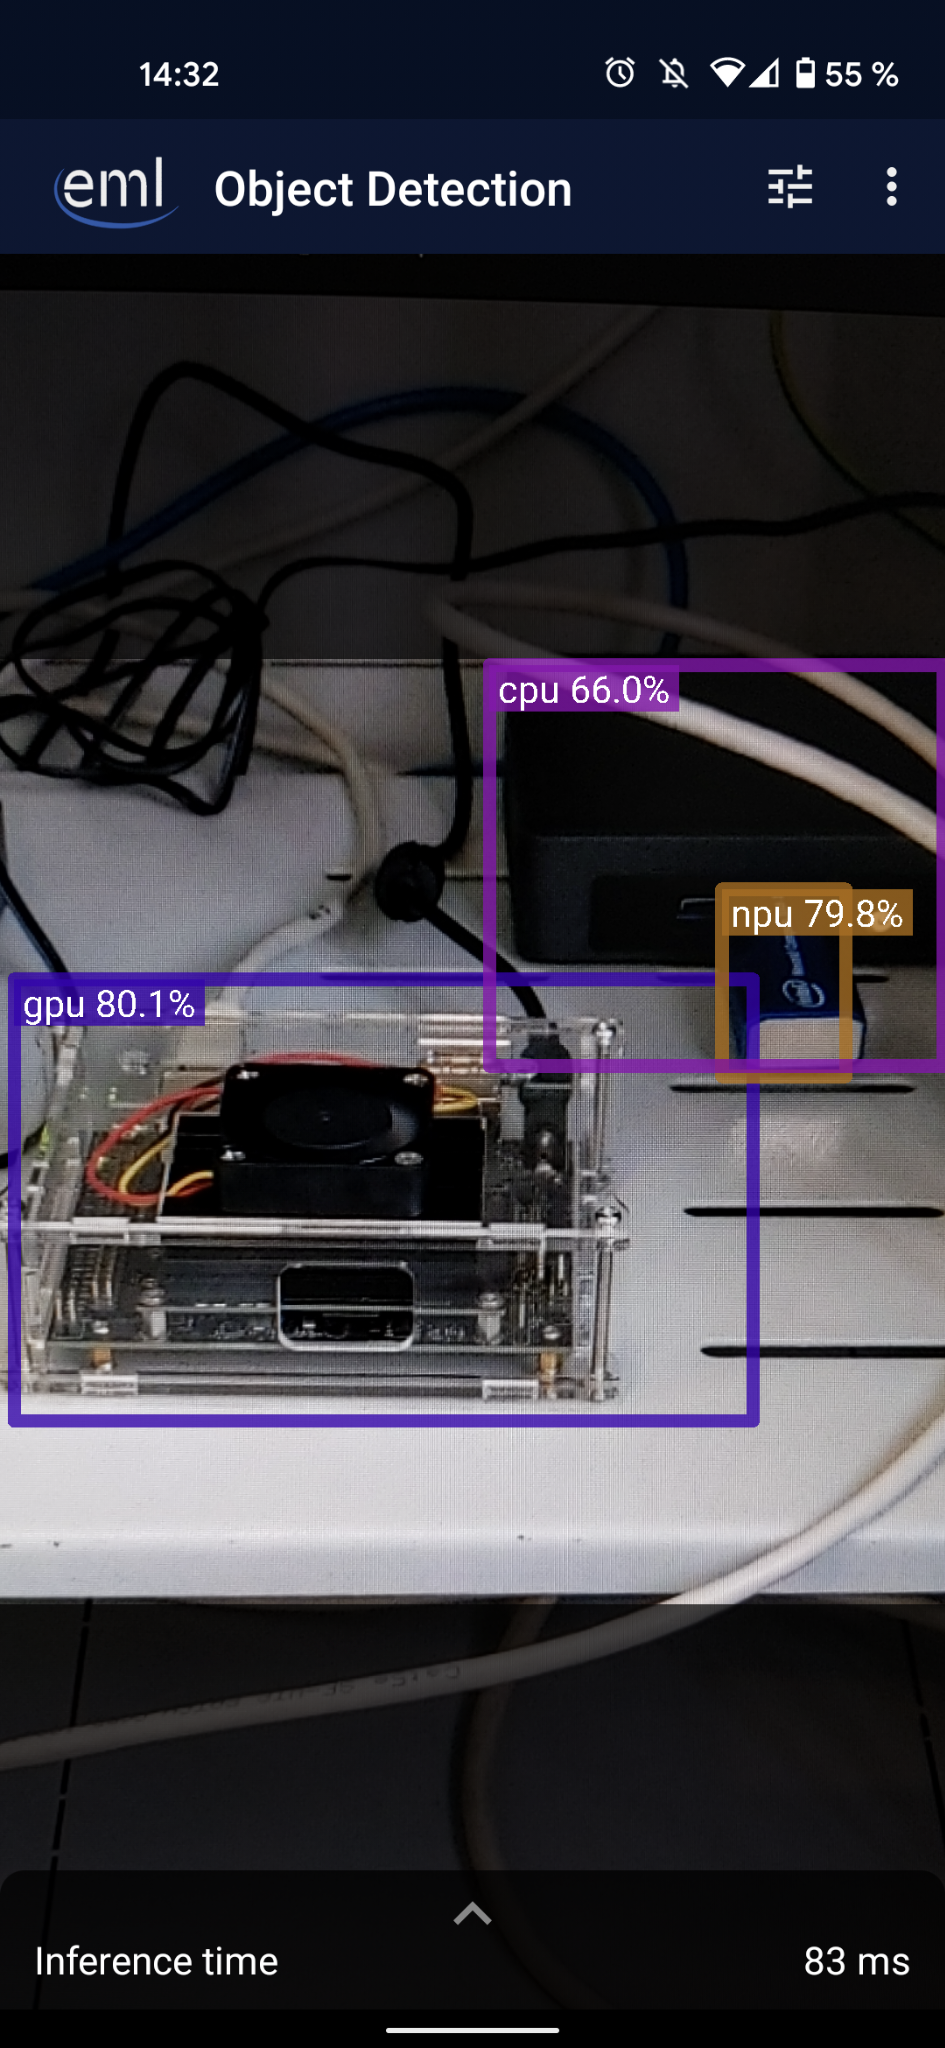 14:32
55 %
eml Object Detection
cpu 66.0%
npu 79.8%
gpu 80.1%
Inference time
83 ms